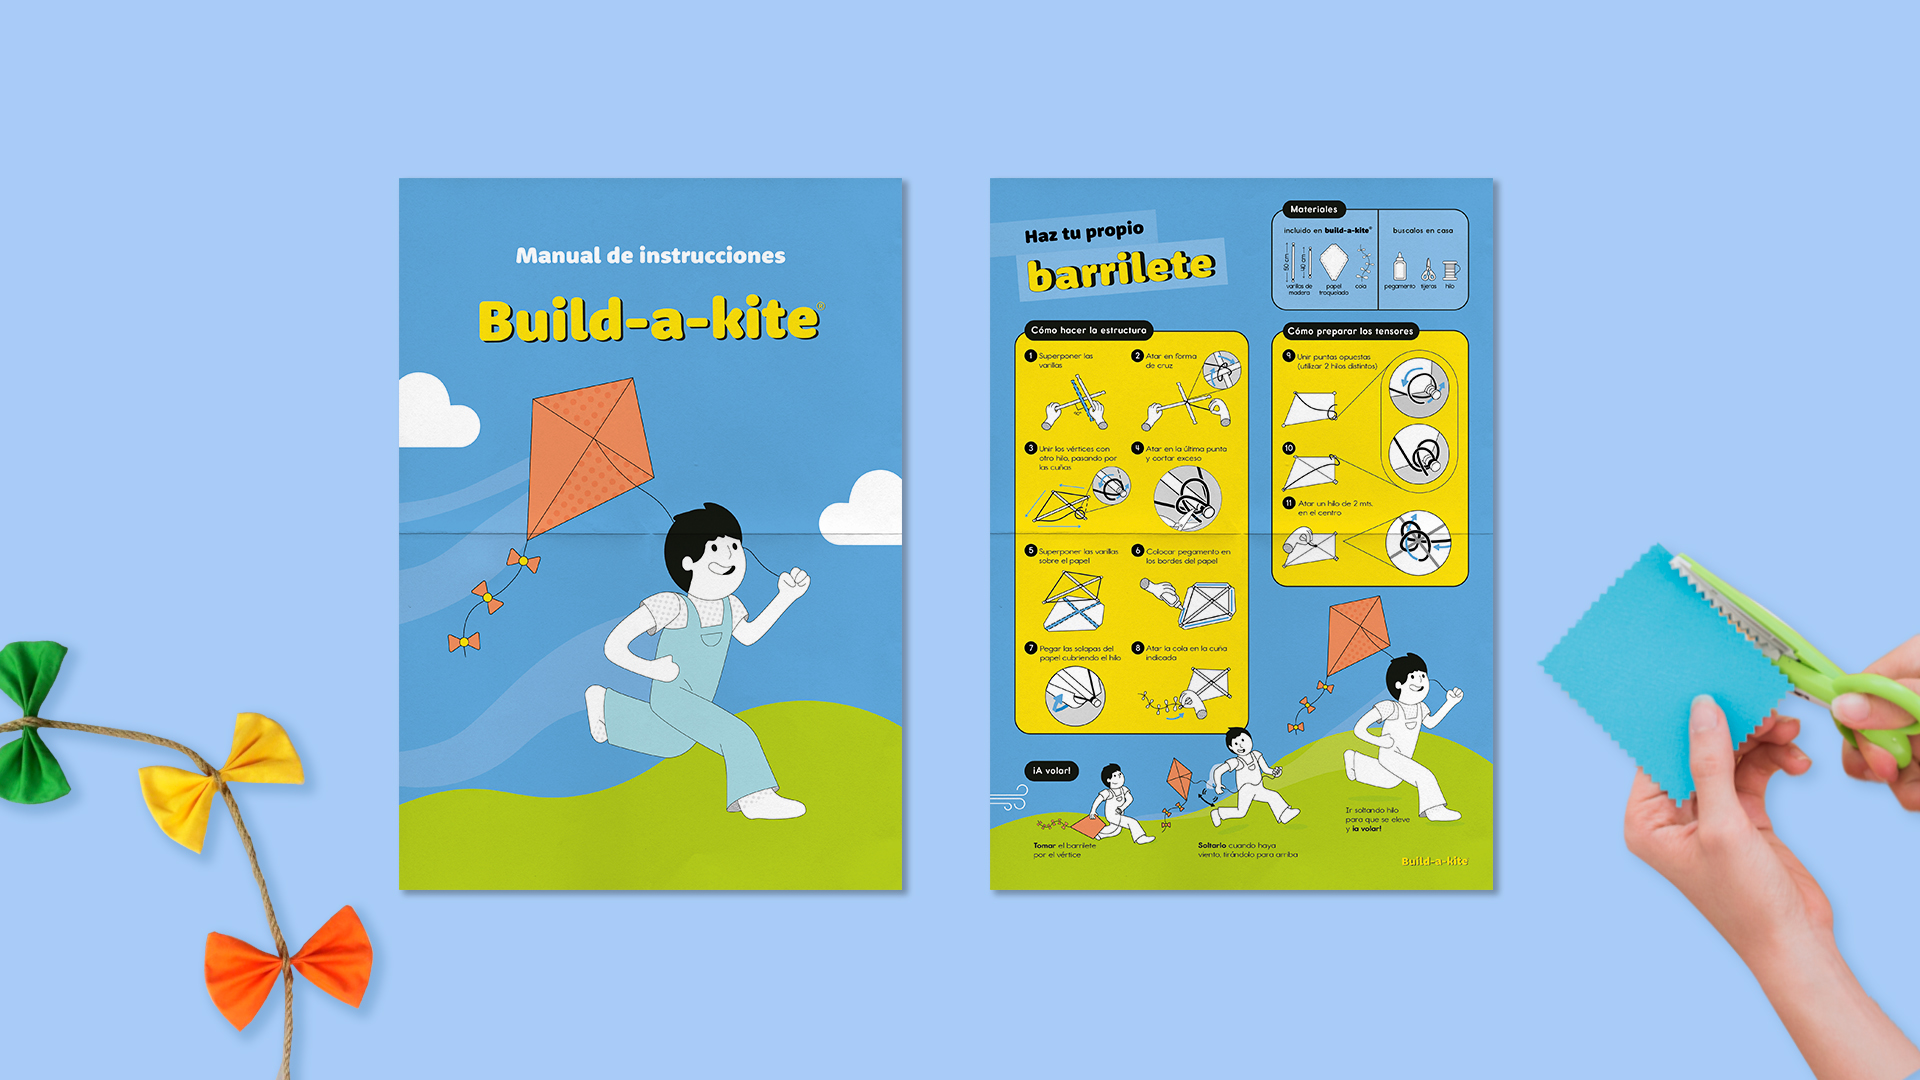 Manual de instrucciones
Build-a-kite®
Haz tu propio
barrilete
Materiales
incluido en build-a-kite®
varillas de
madera
papel
troquelado
cola
buscalos en casa
pegamento
tijeras
hilo
Cómo hacer la estructura
1 Superponer las
varillas
2 Atar en forma
de cruz
3 Unir los vértices con
otro hilo, pasando por
las cuñas
4 Atar en la última punta
y cortar exceso
5 Superponer las varillas
sobre el papel
6 Colocar pegamento en
los bordes del papel
7 Pegar las solapas del
papel cubriendo el hilo
8 Atar la cola en la cuña
indicada
Cómo preparar los tensores
9 Unir puntas opuestas
(utilizar 2 hilos distintos)
10
11 Atar un hilo de 2 mts.
en el centro
¡A volar!
Tomar el barrilete
por el vértice
Soltarlo cuando haya
viento, tirándolo para arriba
Ir soltando hilo
para que se eleve
y ¡a volar!
Build-a-kite